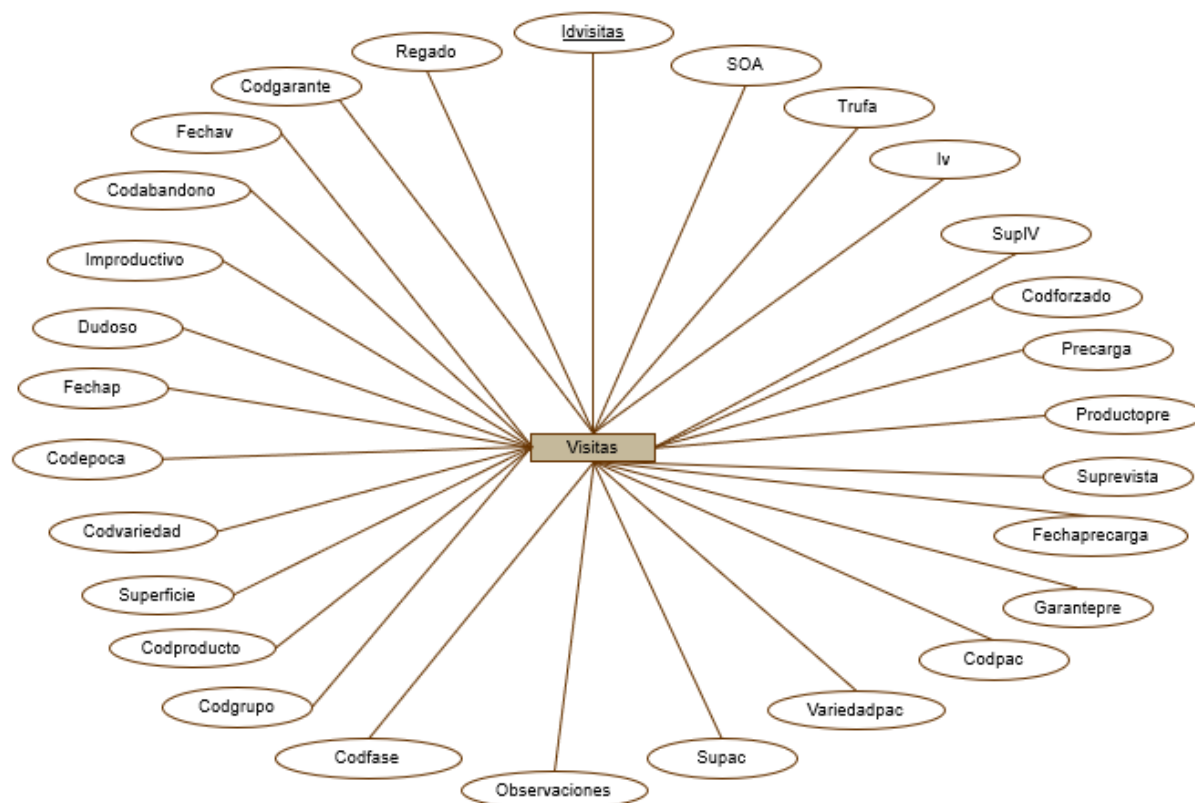 Idvisitas
Regado
SOA
Codgarante
Trufa
Fechav
Iv
Codabandono
SupIV
Improductivo
Codforzado
Dudoso
Precarga
Fechap
Productopre
Visitas
Codepoca
Suprevista
Codvariedad
Fechaprecarga
Superficie
Garantepre
Codproducto
Codpac
Codgrupo
Variedadpac
Codfase
Supac
Observaciones